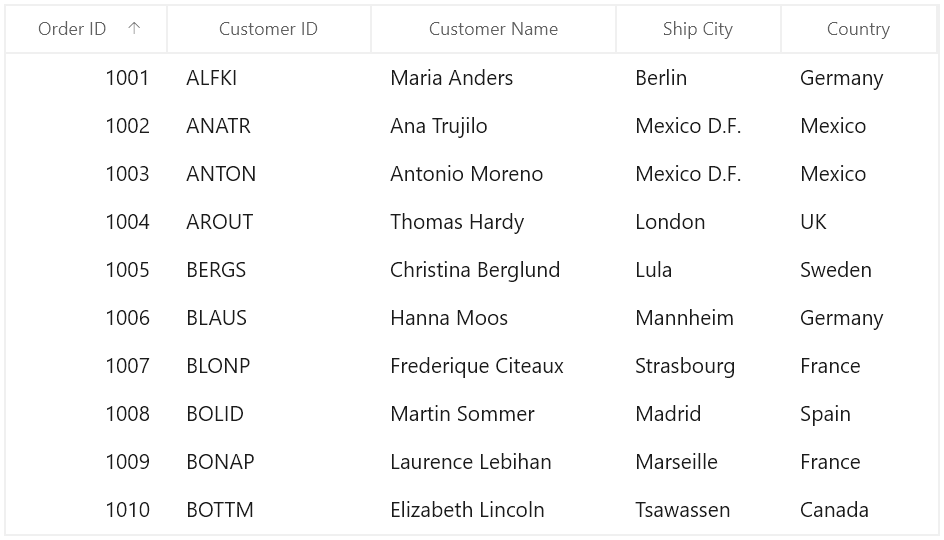 Order ID ↑ Customer ID Customer Name Ship City Country
1001 ALFKI Maria Anders Berlin Germany
1002 ANATR Ana Trujilo Mexico D.F. Mexico
1003 ANTON Antonio Moreno Mexico D.F. Mexico
1004 AROUT Thomas Hardy London UK
1005 BERGS Christina Berglund Lula Sweden
1006 BLAUS Hanna Moos Mannheim Germany
1007 BLONP Frederique Citeaux Strasbourg France
1008 BOLID Martin Sommer Madrid Spain
1009 BONAP Laurence Lebihan Marseille France
1010 BOTTM Elizabeth Lincoln Tsawassen Canada